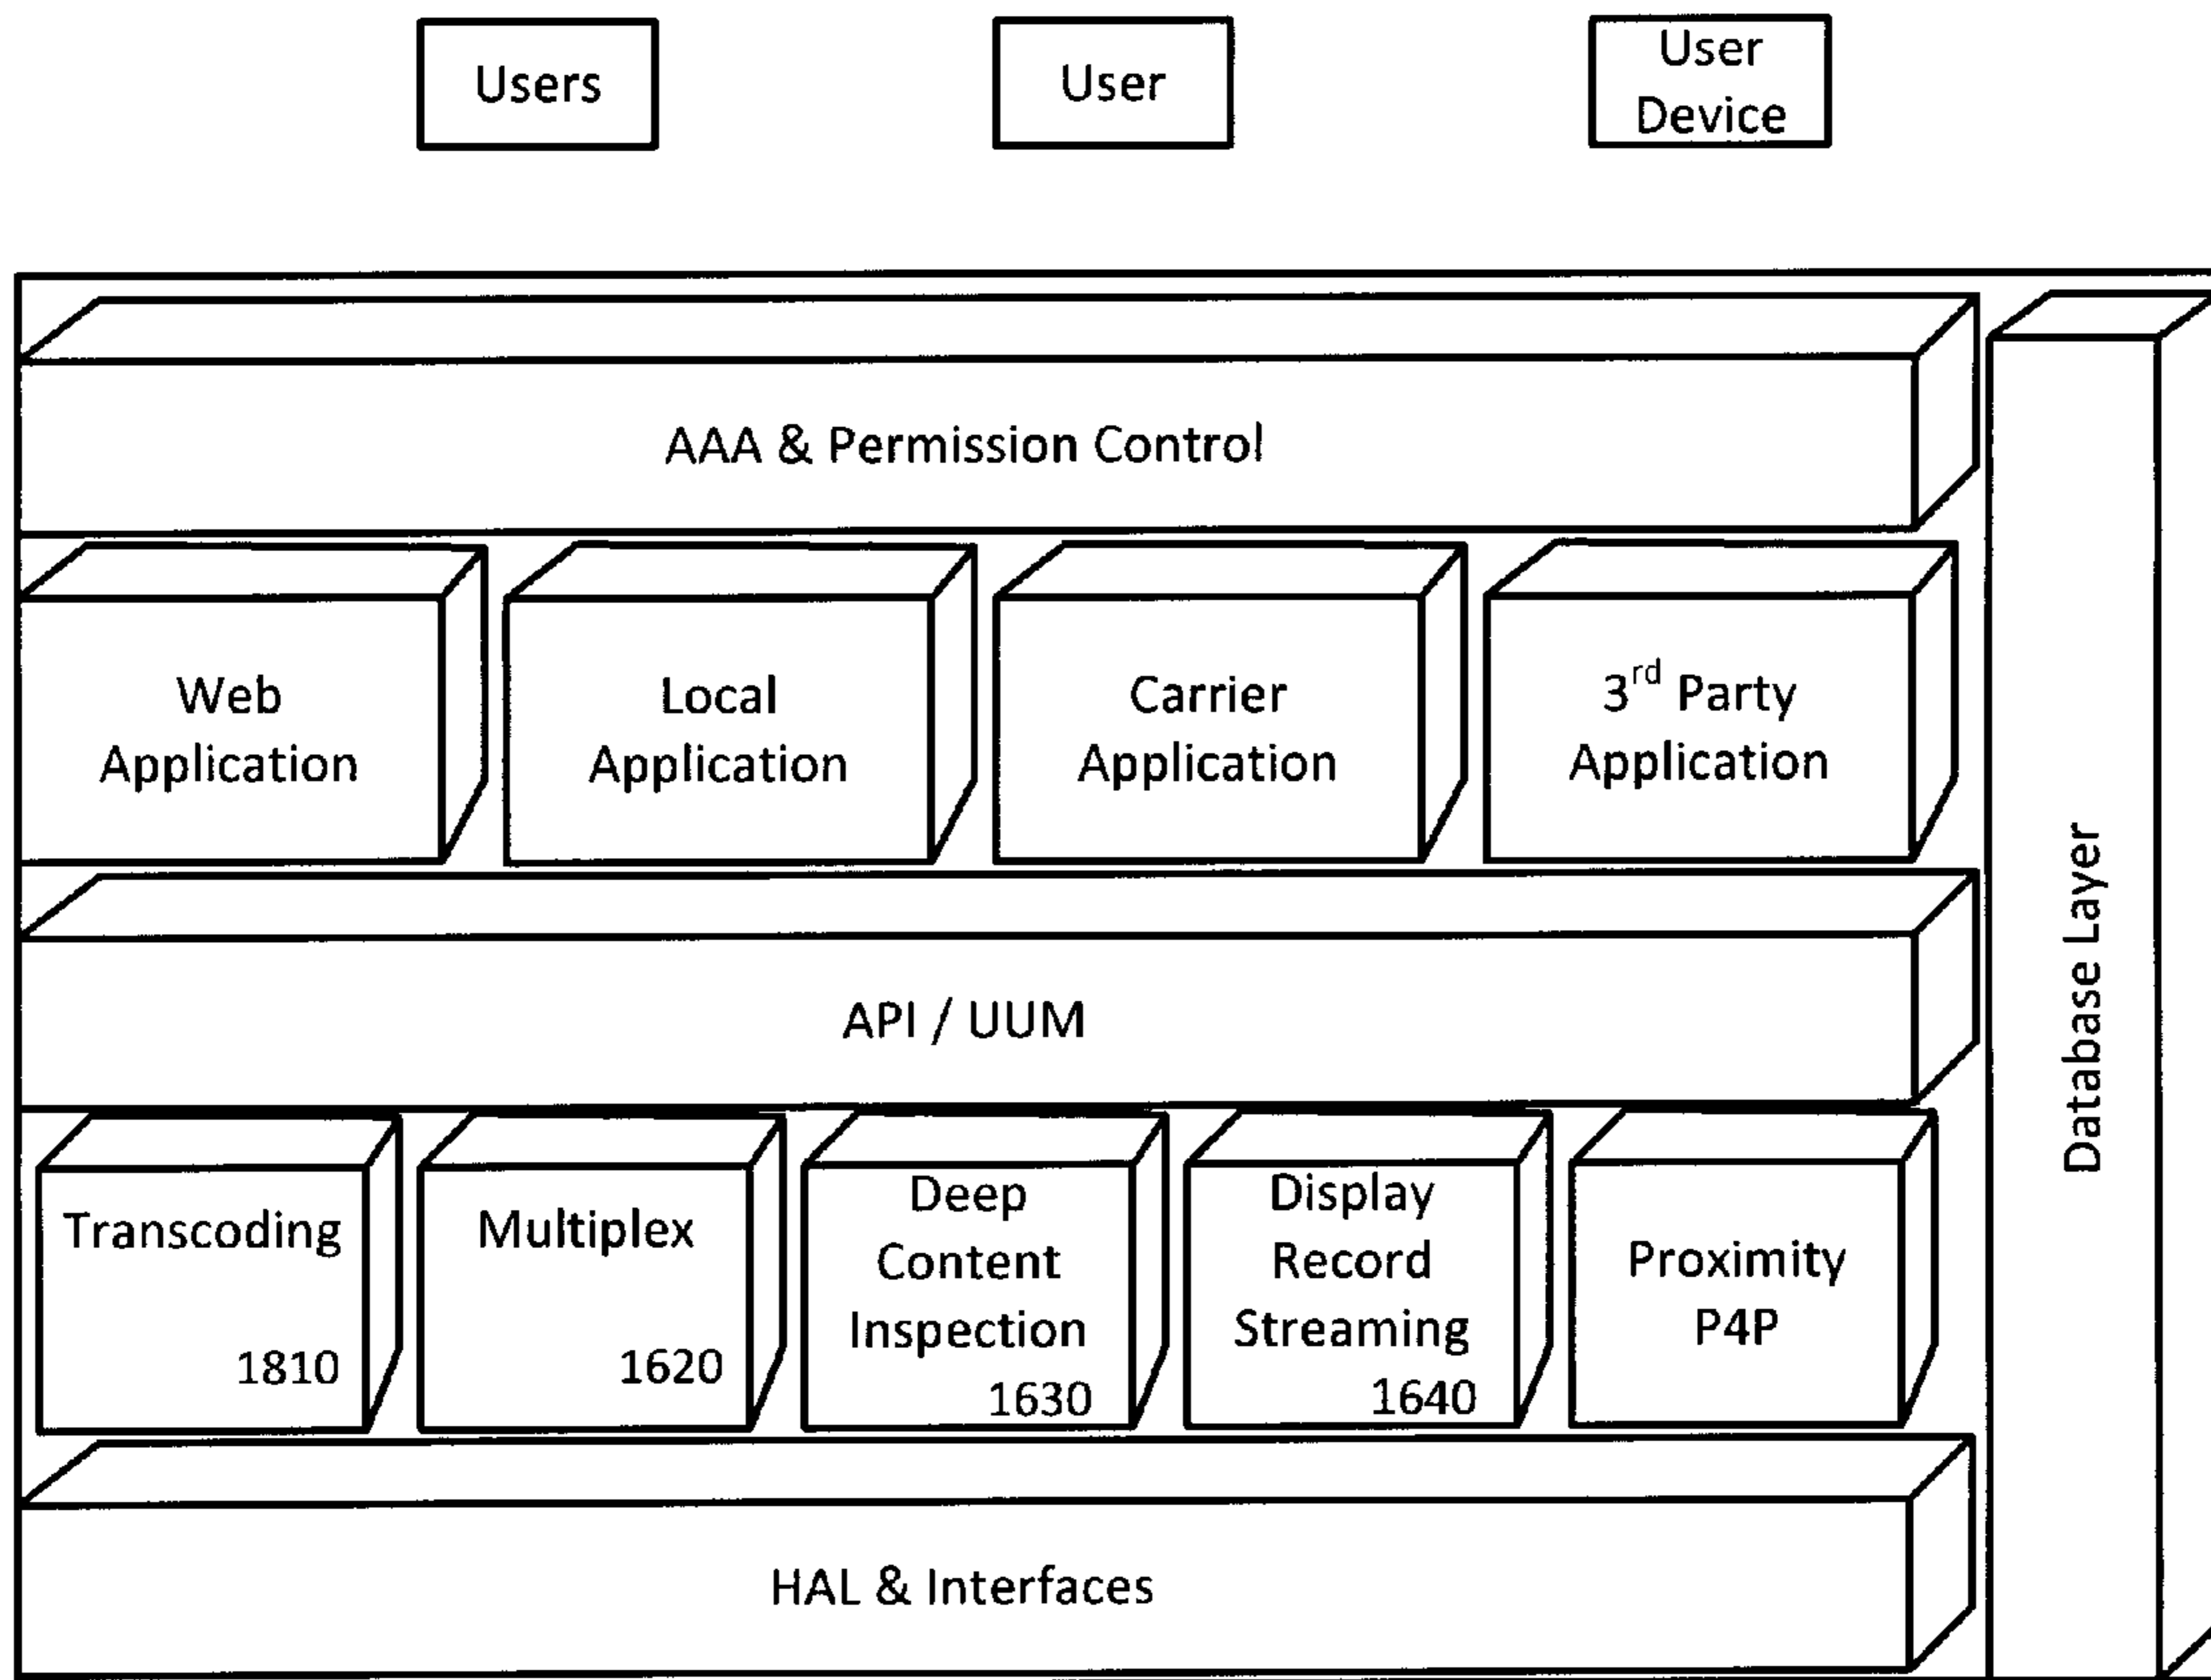 Users
User
User
Device
AAA & Permission Control
Web
Application
Local
Application
Carrier
Application
3rd Party
Application
API / UUM
Transcoding
1810
Multiplex
1620
Deep
Content
Inspection
1630
Display
Record
Streaming
1640
Proximity
P4P
HAL & Interfaces
Database Layer